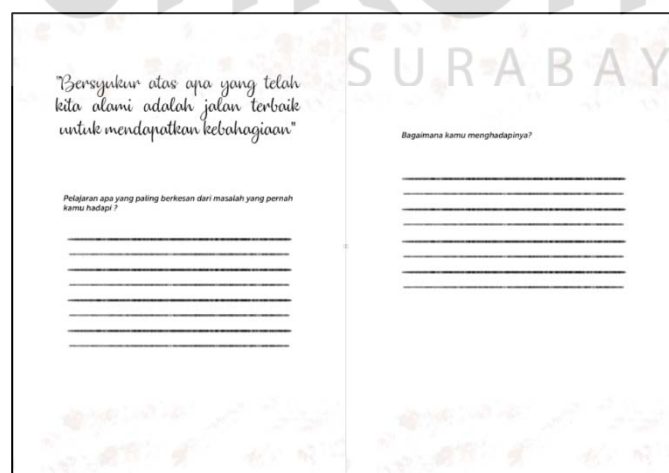 "Bersyukur atas apa yang telah
kita alami adalah jalan terbaik
untuk mendapatkan kebahagiaan"
Pelajaran apa yang paling berkesan dari masalah yang pernah
kamu hadapi ?
SURABAY
Bagaimana kamu menghadapinya?